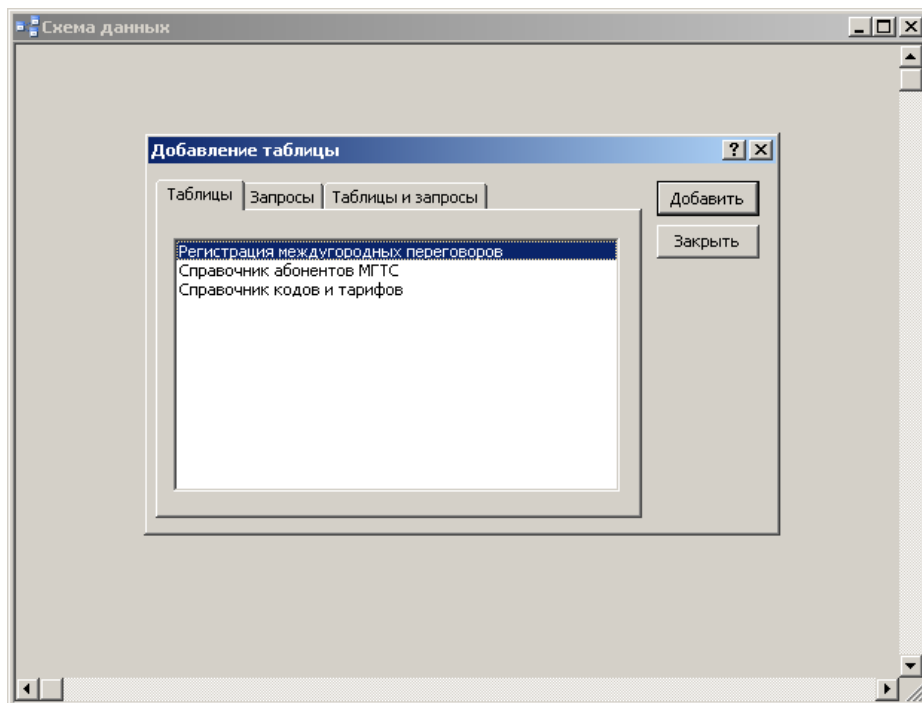 Схема данных
Добавление таблицы
Таблицы Запросы Таблицы и запросы
Добавить
Закрыть
Регистрация междугородных переговоров
Справочник абонентов МГТС
Справочник кодов и тарифов